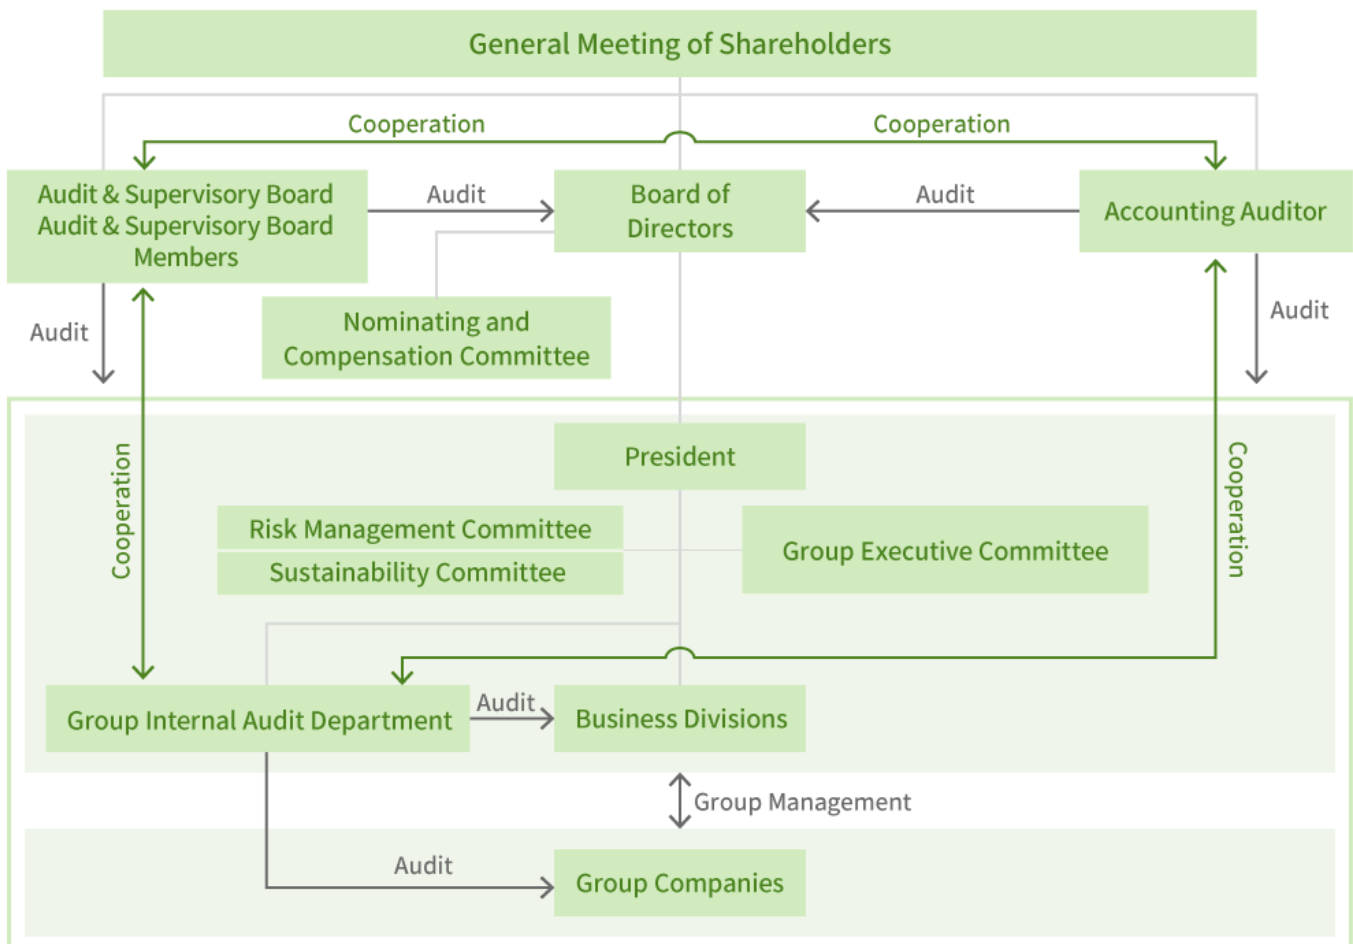 General Meeting of Shareholders
Cooperation
Cooperation
Audit & Supervisory Board
Audit & Supervisory Board
Members
Audit
Board of
Directors
Audit
Accounting Auditor
Audit
Nominating and
Compensation Committee
Audit
President
Cooperation
Risk Management Committee
Sustainability Committee
Group Executive Committee
Cooperation
Group Internal Audit Department
Audit
Business Divisions
Group Management
Audit
Group Companies